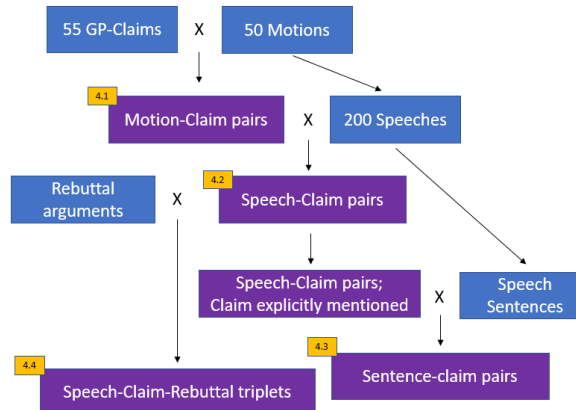 55 GP-Claims
X
50 Motions
4.1
Motion-Claim pairs
X
200 Speeches
4.2
Rebuttal
arguments
X
Speech-Claim pairs
Speech-Claim pairs;
Claim explicitly mentioned
X
Speech
Sentences
4.3
Sentence-claim pairs
4.4
Speech-Claim-Rebuttal triplets